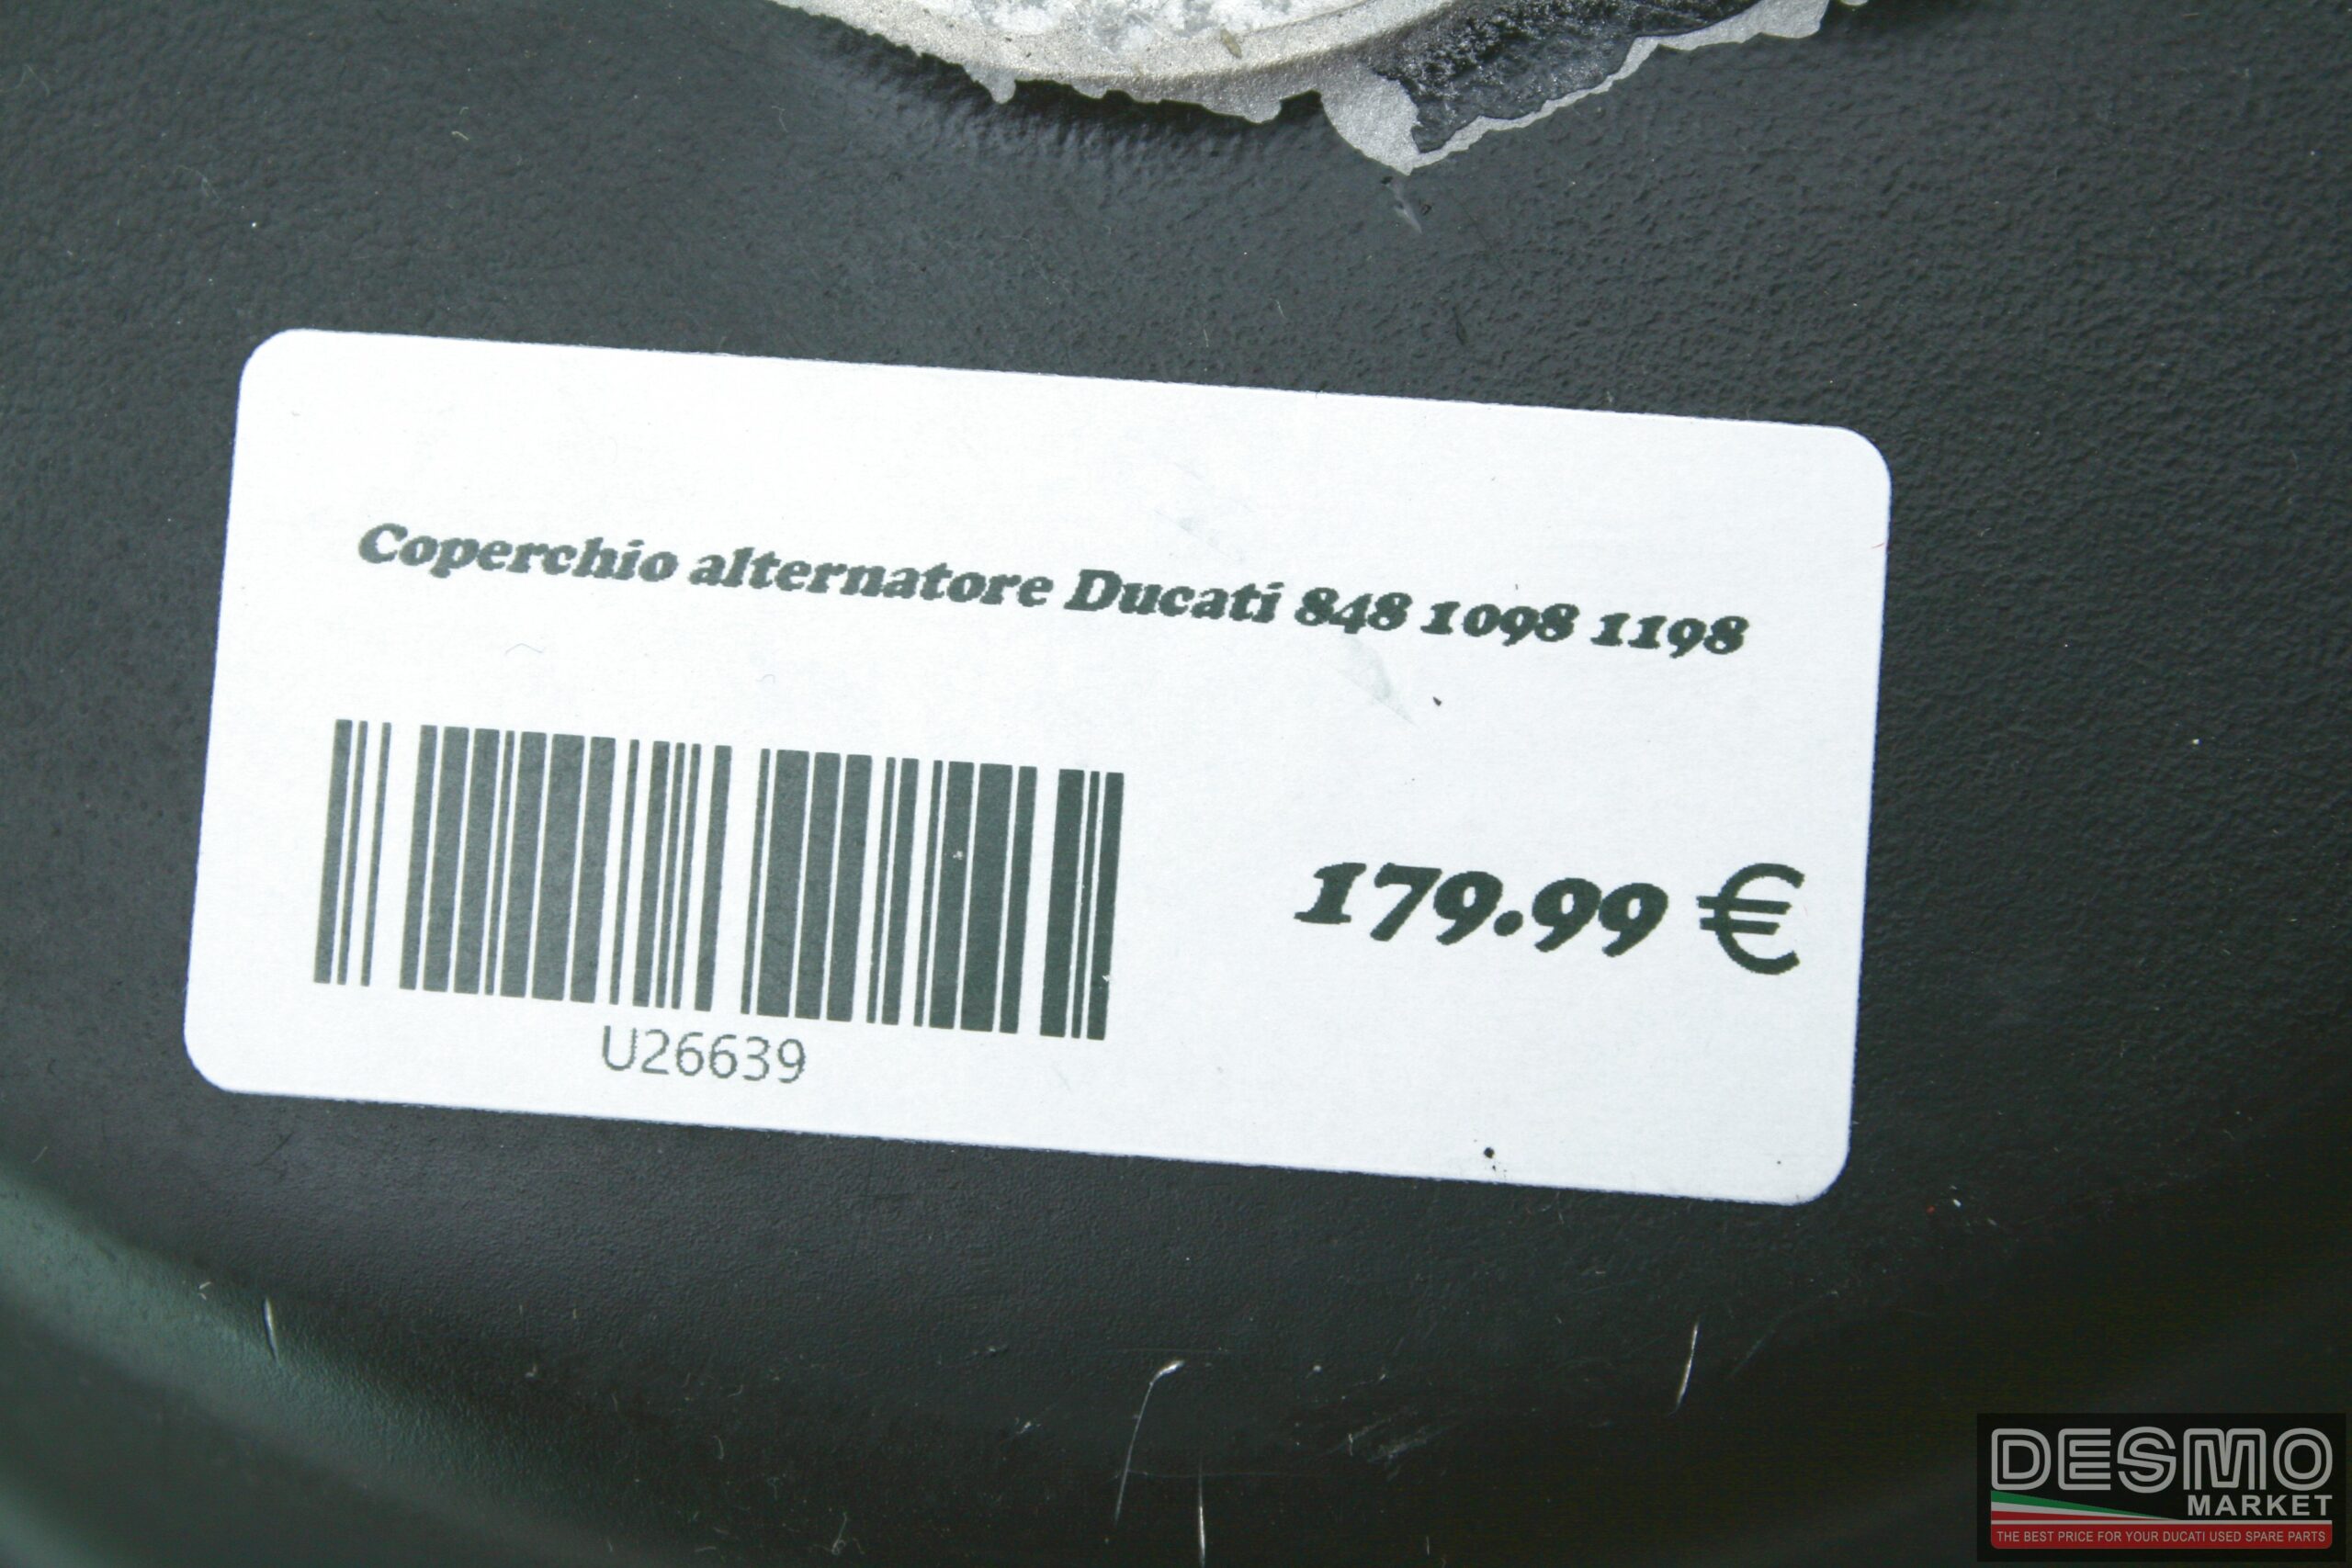 Coperchio alternatore Ducati 848 1098 1198
179.99 €
U26639
DESMO
MARKET
THE BEST PRICE FOR YOUR DUCATI USED SPARE PARTS